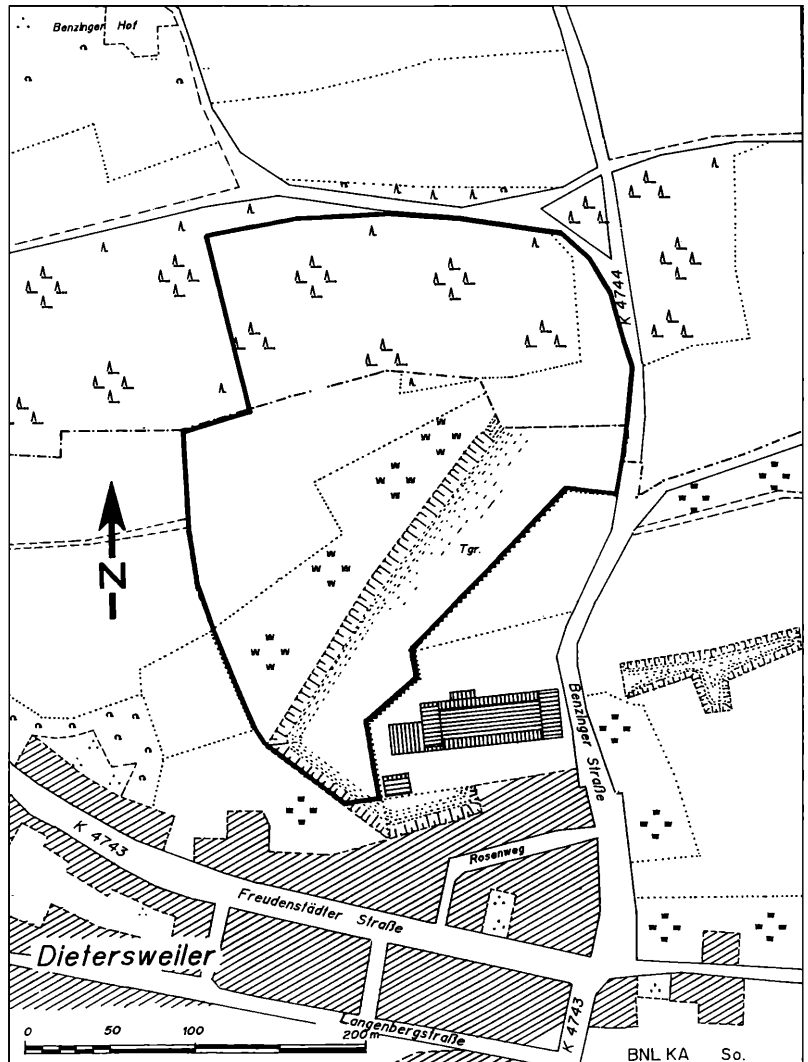 Benzinger Hof
K 4744
N
Tgr.
Benzinger Straße
K 4743
Rosenweg
Freudenstädter Straße
Dietersweiler
K 4743
Langenbergstraße
0 50 100 200m
BNL KA So.